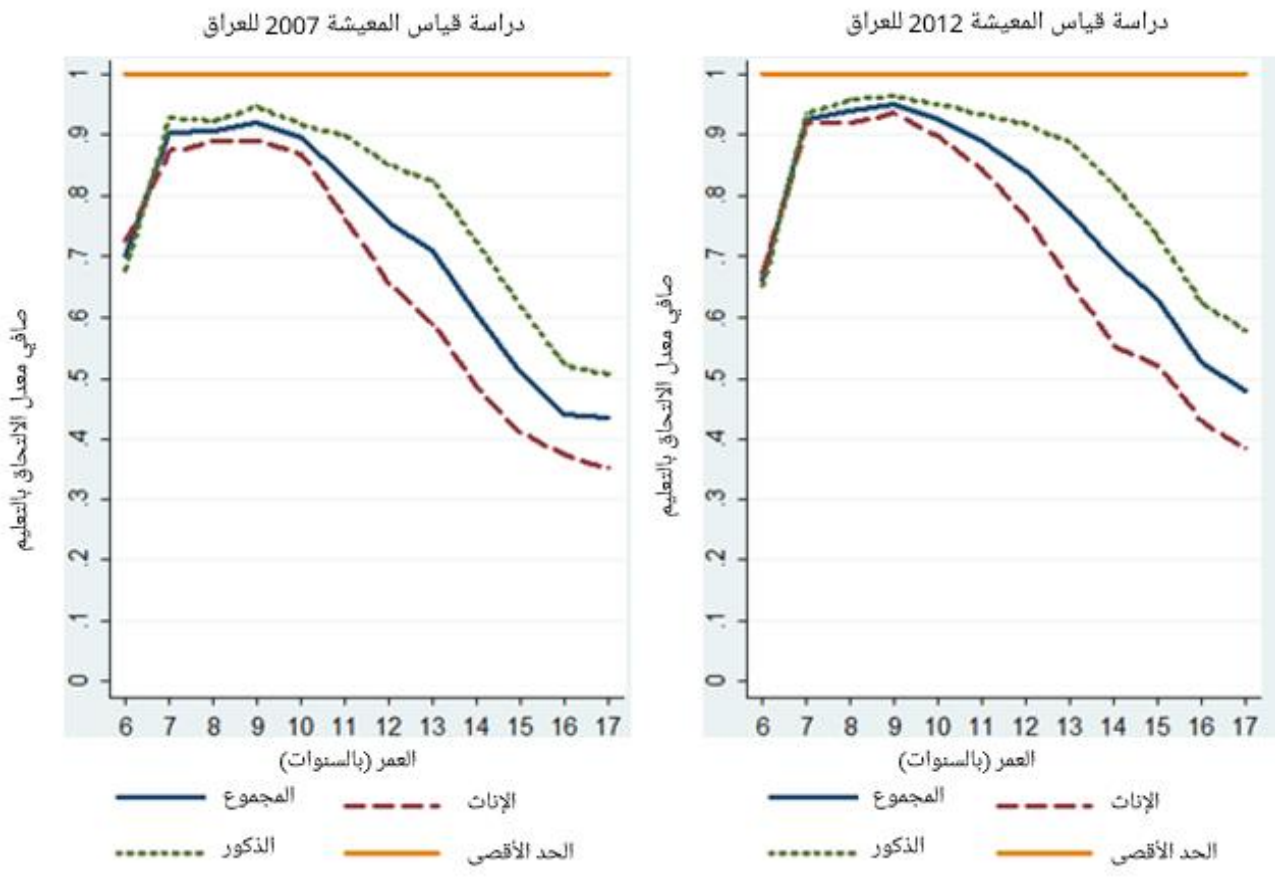 دراسة قياس المعيشة 2007 للعراق
صافي معدل الالتحاق بالتعليم
1
.9
.8
.7
.6
.5
.4
.3
.2
.1
0
6 7 8 9 10 11 12 13 14 15 16 17
العمر (بالسنوات)
المجموع الإناث
الذكور الحد الأقصى
دراسة قياس المعيشة 2012 للعراق
صافي معدل الالتحاق بالتعليم
1
.9
.8
.7
.6
.5
.4
.3
.2
.1
0
6 7 8 9 10 11 12 13 14 15 16 17
العمر (بالسنوات)
المجموع الإناث
الذكور الحد الأقصى